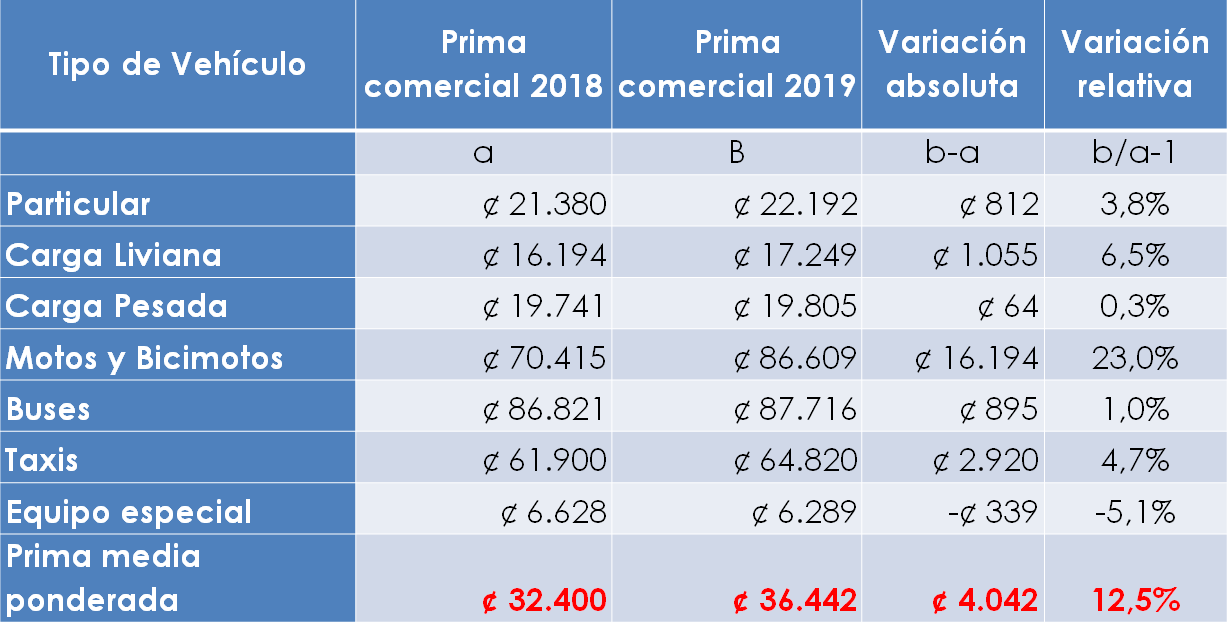 Tipo de Vehículo Prima comercial 2018 Prima comercial 2019 Variación absoluta Variación relativa
a B b-a b/a-1
Particular ₡ 21.380 ₡ 22.192 ₡ 812 3,8%
Carga Liviana ₡ 16.194 ₡ 17.249 ₡ 1.055 6,5%
Carga Pesada ₡ 19.741 ₡ 19.805 ₡ 64 0,3%
Motos y Bicimotos ₡ 70.415 ₡ 86.609 ₡ 16.194 23,0%
Buses ₡ 86.821 ₡ 87.716 ₡ 895 1,0%
Taxis ₡ 61.900 ₡ 64.820 ₡ 2.920 4,7%
Equipo especial ₡ 6.628 ₡ 6.289 -₡ 339 -5,1%
Prima media
ponderada ₡ 32.400 ₡ 36.442 ₡ 4.042 12,5%